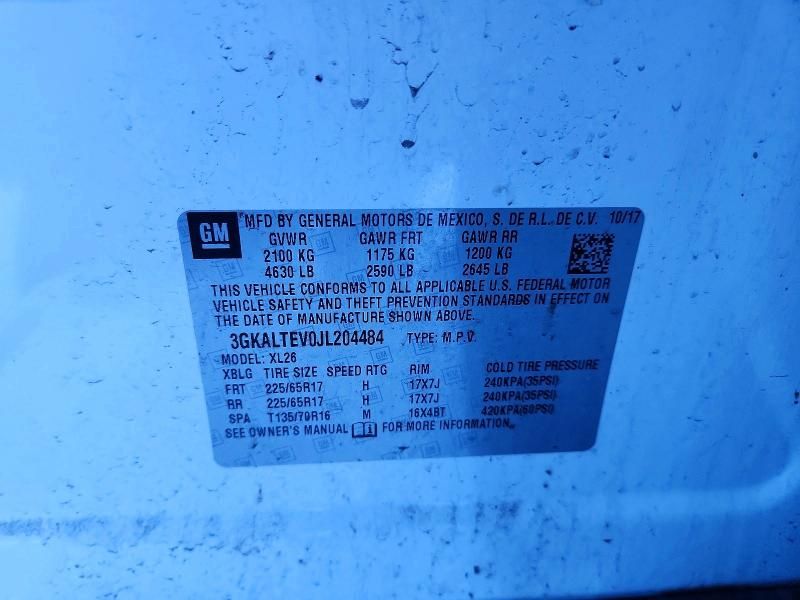 GM MFD BY GENERAL MOTORS DE MEXICO, S. DE R.L. DE C.V. 10/17
GVWR GAWR FRT GAWR RR
2100 KG 1175 KG 1200 KG
4630 LB 2590 LB 2645 LB
THIS VEHICLE CONFORMS TO ALL APPLICABLE U.S. FEDERAL MOTOR
VEHICLE SAFETY AND THEFT PREVENTION STANDARDS IN EFFECT ON
THE DATE OF MANUFACTURE SHOWN ABOVE.
3GKALTEV0JL204484 TYPE: M.P.V.
MODEL: XL26
XBLG TIRE SIZE SPEED RTG RIM COLD TIRE PRESSURE
FRT 225/65R17 H 17X7J 240KPA(35PSI)
RR 225/65R17 H 17X7J 240KPA(35PSI)
SPA T135/70R16 M 16X4BT 420KPA(60PSI)
SEE OWNER'S MANUAL FOR MORE INFORMATION.